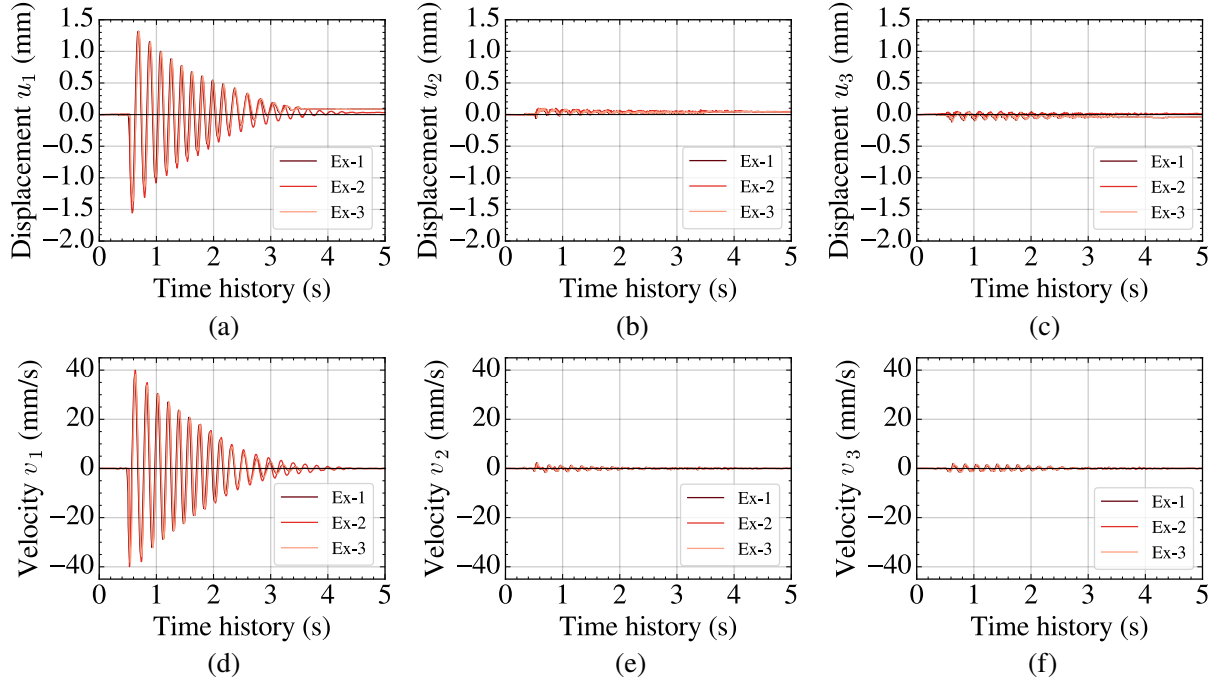 1.5
1.0
0.5
0.0
−0.5
−1.0
−1.5
−2.0
Displacement u₁ (mm)
Ex-1
Ex-2
Ex-3
0 1 2 3 4 5
Time history (s)
(a)
1.5
1.0
0.5
0.0
−0.5
−1.0
−1.5
−2.0
Displacement u₂ (mm)
Ex-1
Ex-2
Ex-3
0 1 2 3 4 5
Time history (s)
(b)
1.5
1.0
0.5
0.0
−0.5
−1.0
−1.5
−2.0
Displacement u₃ (mm)
Ex-1
Ex-2
Ex-3
0 1 2 3 4 5
Time history (s)
(c)
40
20
0
−20
−40
Velocity v₁ (mm/s)
Ex-1
Ex-2
Ex-3
0 1 2 3 4 5
Time history (s)
(d)
40
20
0
−20
−40
Velocity v₂ (mm/s)
Ex-1
Ex-2
Ex-3
0 1 2 3 4 5
Time history (s)
(e)
40
20
0
−20
−40
Velocity v₃ (mm/s)
Ex-1
Ex-2
Ex-3
0 1 2 3 4 5
Time history (s)
(f)